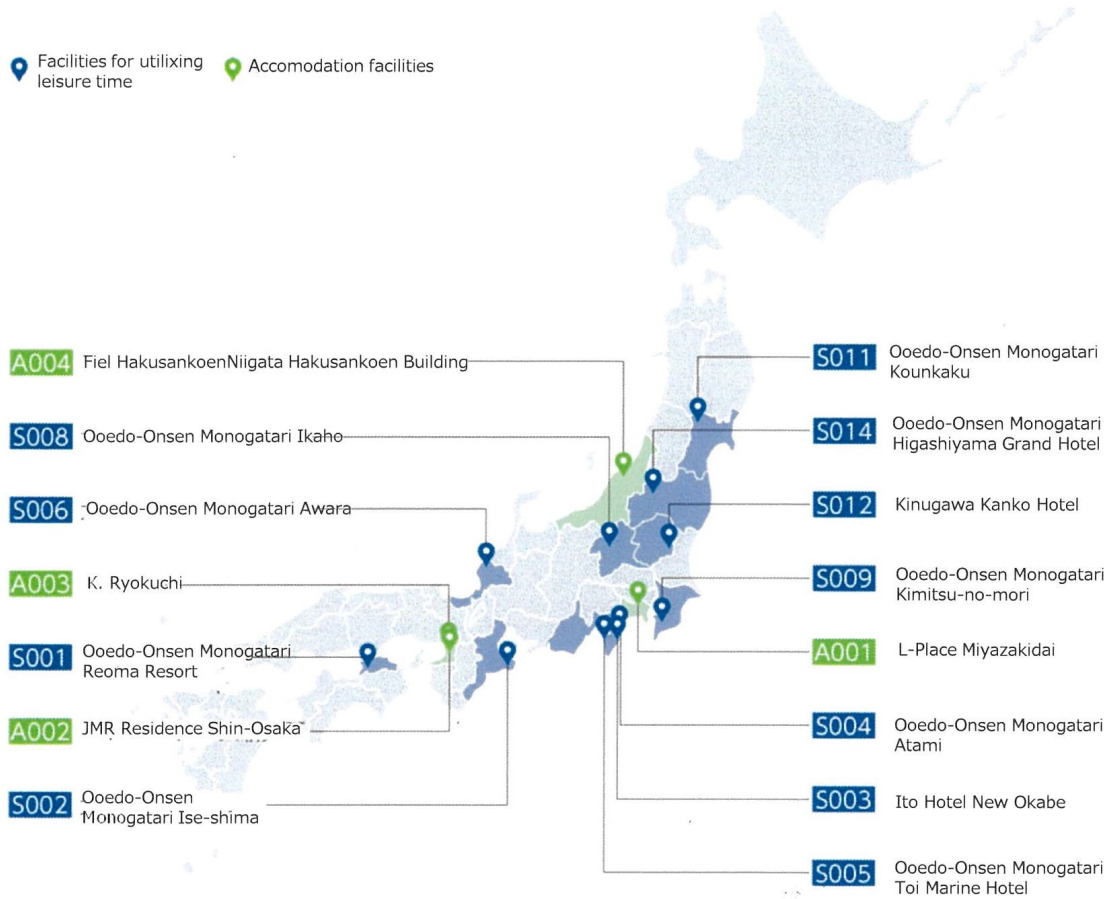 Facilities for utilixing
leisure time
Accomodation facilities
A004 Fiel HakusankoenNiigata Hakusankoen Building
S008 Ooedo-Onsen Monogatari Ikaho
S006 Ooedo-Onsen Monogatari Awara
A003 K. Ryokuchi
S001 Ooedo-Onsen Monogatari
Reoma Resort
A002 JMR Residence Shin-Osaka
S002 Ooedo-Onsen
Monogatari Ise-shima
S011 Ooedo-Onsen Monogatari
Kounkaku
S014 Ooedo-Onsen Monogatari
Higashiyama Grand Hotel
S012 Kinugawa Kanko Hotel
S009 Ooedo-Onsen Monogatari
Kimitsu-no-mori
A001 L-Place Miyazakidai
S004 Ooedo-Onsen Monogatari
Atami
S003 Ito Hotel New Okabe
S005 Ooedo-Onsen Monogatari
Toi Marine Hotel